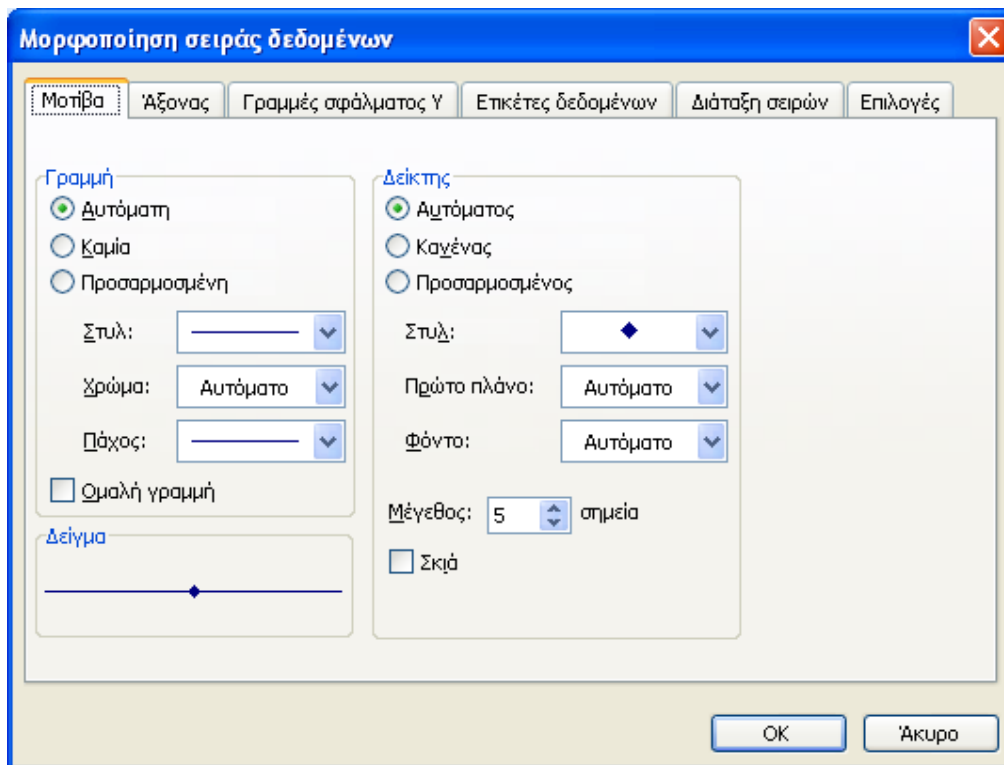 Μορφοποίηση σειράς δεδομένων
Μοτίβα Άξονας Γραμμές σφάλματος Υ Ετικέτες δεδομένων Διάταξη σειρών Επιλογές
Γραμμή
Αυτόματη
Καμία
Προσαρμοσμένη
Στυλ:
Χρώμα: Αυτόματο
Πάχος:
Ομαλή γραμμή
Δείγμα
Δείκτης
Αυτόματος
Κανένας
Προσαρμοσμένος
Στυλ:
Πρώτο πλάνο: Αυτόματο
Φόντο: Αυτόματο
Μέγεθος: 5 σημεία
Σκιά
OK Άκυρο